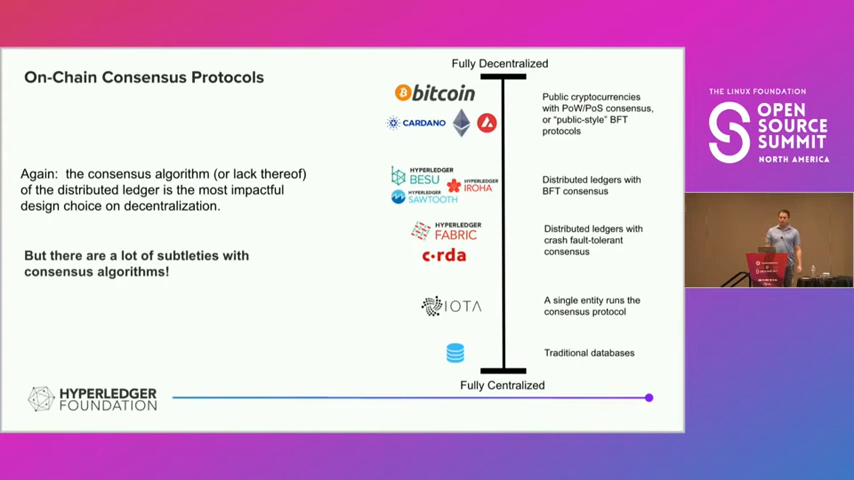 On-Chain Consensus Protocols
Again: the consensus algorithm (or lack thereof)
of the distributed ledger is the most impactful
design choice on decentralization.
But there are a lot of subtleties with
consensus algorithms!
HYPERLEDGER
FOUNDATION
Fully Decentralized
bitcoin
CARDANO
Public cryptocurrencies
with PoW/PoS consensus,
or “public-style” BFT
protocols
HYPERLEDGER
BESU
HYPERLEDGER
IROHA
HYPERLEDGER
SAWTOOTH
Distributed ledgers with
BFT consensus
HYPERLEDGER
FABRIC
c·rda
Distributed ledgers with
crash fault-tolerant
consensus
IOTA
A single entity runs the
consensus protocol
Traditional databases
Fully Centralized
THE LINUX FOUNDATION
OPEN
SOURCE
SUMMIT
NORTH AMERICA